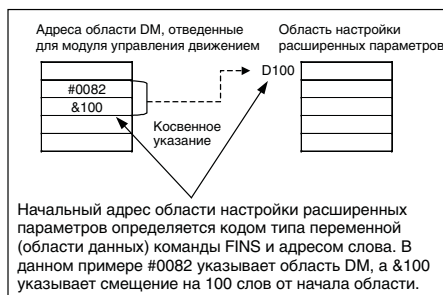 Адреса области DM, отведенные
для модуля управления движением
Область настройки
расширенных параметров
D100
#0082
&100
Косвенное
указание
Начальный адрес области настройки расширенных
параметров определяется кодом типа переменной
(области данных) команды FINS и адресом слова. В
данном примере #0082 указывает область DM, а &100
указывает смещение на 100 слов от начала области.